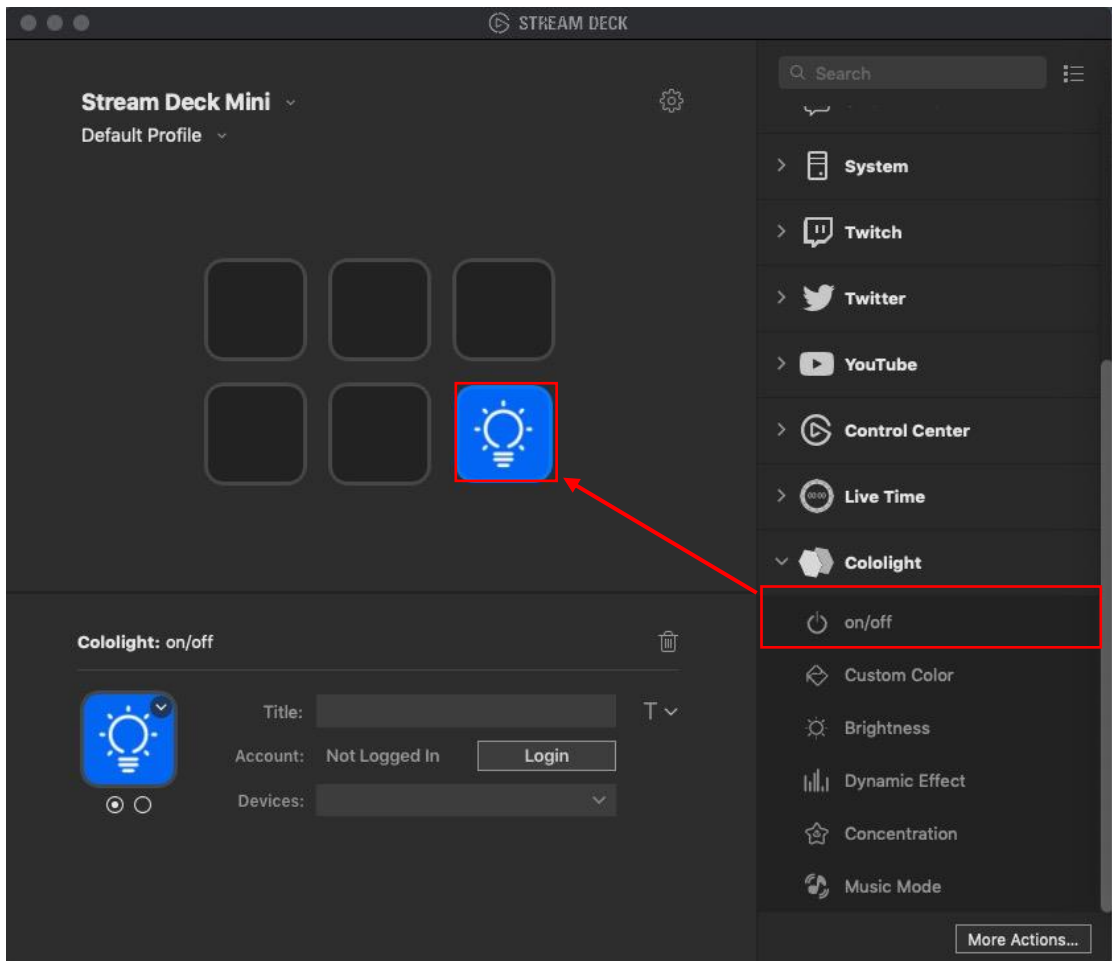 STREAM DECK
Stream Deck Mini
Default Profile
Search
System
Twitch
Twitter
YouTube
Control Center
Live Time
Cololight
on/off
Custom Color
Brightness
Dynamic Effect
Concentration
Music Mode
More Actions...
Cololight: on/off
Title:
T
Account: Not Logged In Login
Devices: